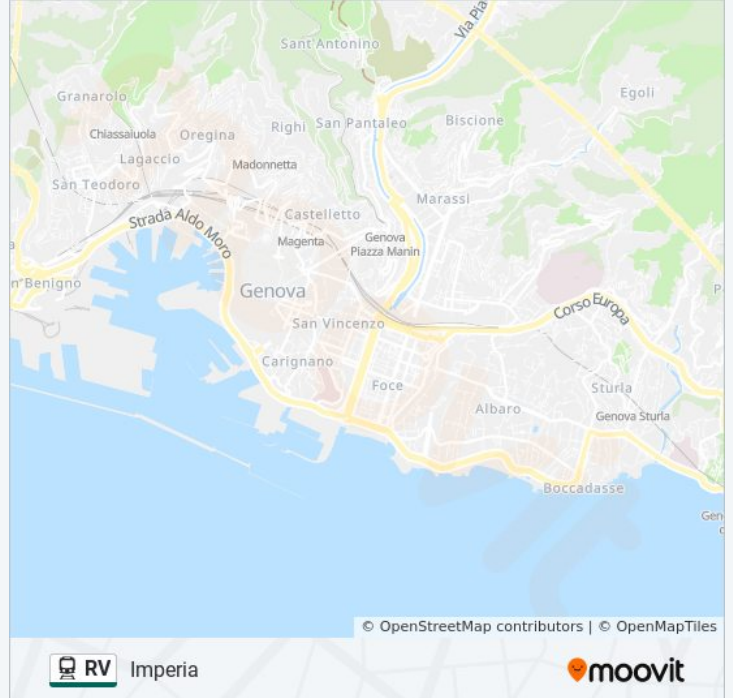 Via Pia
Sant'Antonino
Granarolo
Egoli
Chiassaiuola
Oregina
Righi
San Pantaleo
Biscione
Lagaccio
Madonnetta
San Teodoro
Marassi
Castelletto
Strada Aldo Moro
Magenta
Genova
Piazza Manin
a
n'Benigno
Genova
P
Corso Europa
San Vincenzo
Carignano
Foce
Sturla
Albaro
Genova Sturla
Boccadasse
Gen
c
© OpenStreetMap contributors | © OpenMapTiles
RV Imperia
moovit